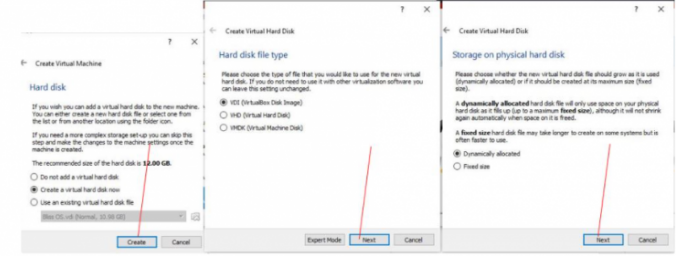 ? ×
← Create Virtual Machine
Hard disk
If you wish you can add a virtual hard disk to the new machine.
You can either create a new hard disk file or select one from
the list or from another location using the folder icon.
If you need a more complex storage set-up you can skip this
step and make the changes to the machine settings once the
machine is created.
The recommended size of the hard disk is 12.00 GB.
Do not add a virtual hard disk
Create a virtual hard disk now
Use an existing virtual hard disk file
OS.vdi (Normal, 10.00 GB)
Create Cancel
? ×
← Create Virtual Hard Disk
Hard disk file type
Please choose the type of file that you would like to use for the new virtual
hard disk. If you do not need to use it with other virtualization software you
can leave this setting unchanged.
VDI (VirtualBox Disk Image)
VHD (Virtual Hard Disk)
VMDK (Virtual Machine Disk)
Expert Mode Next Cancel
? ×
← Create Virtual Hard Disk
Storage on physical hard disk
Please choose whether the new virtual hard disk file should grow as it is used
(dynamically allocated) or if it should be created at its maximum size (fixed
size).
A dynamically allocated hard disk file will only use space on your physical
hard disk as it fills up (up to a maximum fixed size), although it will not shrink
again automatically when space on it is freed.
A fixed size hard disk file may take longer to create on some systems but is
often faster to use.
Dynamically allocated
Fixed size
Next Cancel